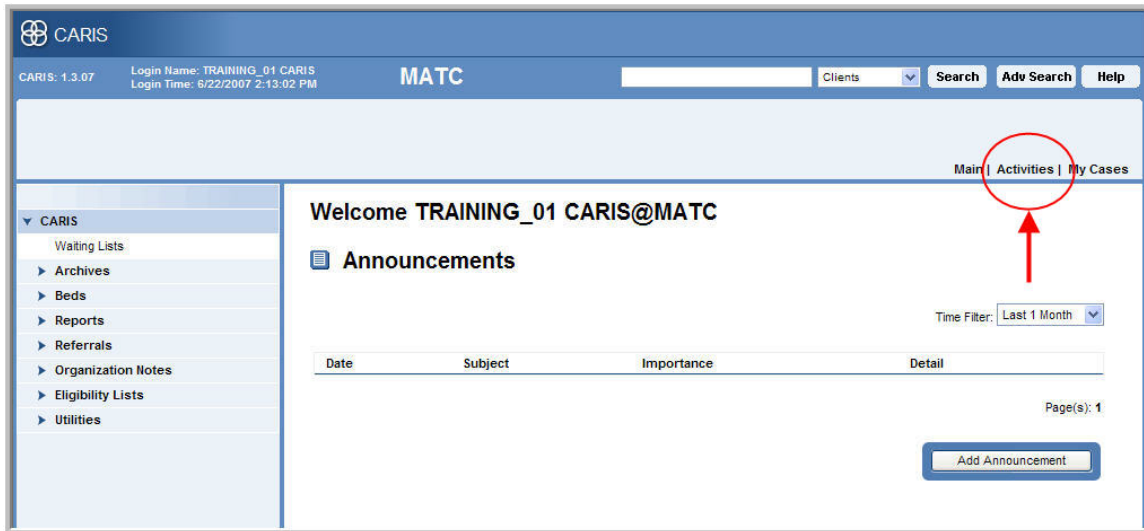 CARIS
CARIS: 1.3.07
Login Name: TRAINING_01 CARIS
Login Time: 6/22/2007 2:13:02 PM
MATC
Clients
Search
Adv Search
Help
Main | Activities | My Cases
CARIS
Waiting Lists
Archives
Beds
Reports
Referrals
Organization Notes
Eligibility Lists
Utilities
Welcome TRAINING_01 CARIS@MATC
Announcements
Time Filter: Last 1 Month
Date Subject Importance Detail
Page(s): 1
Add Announcement